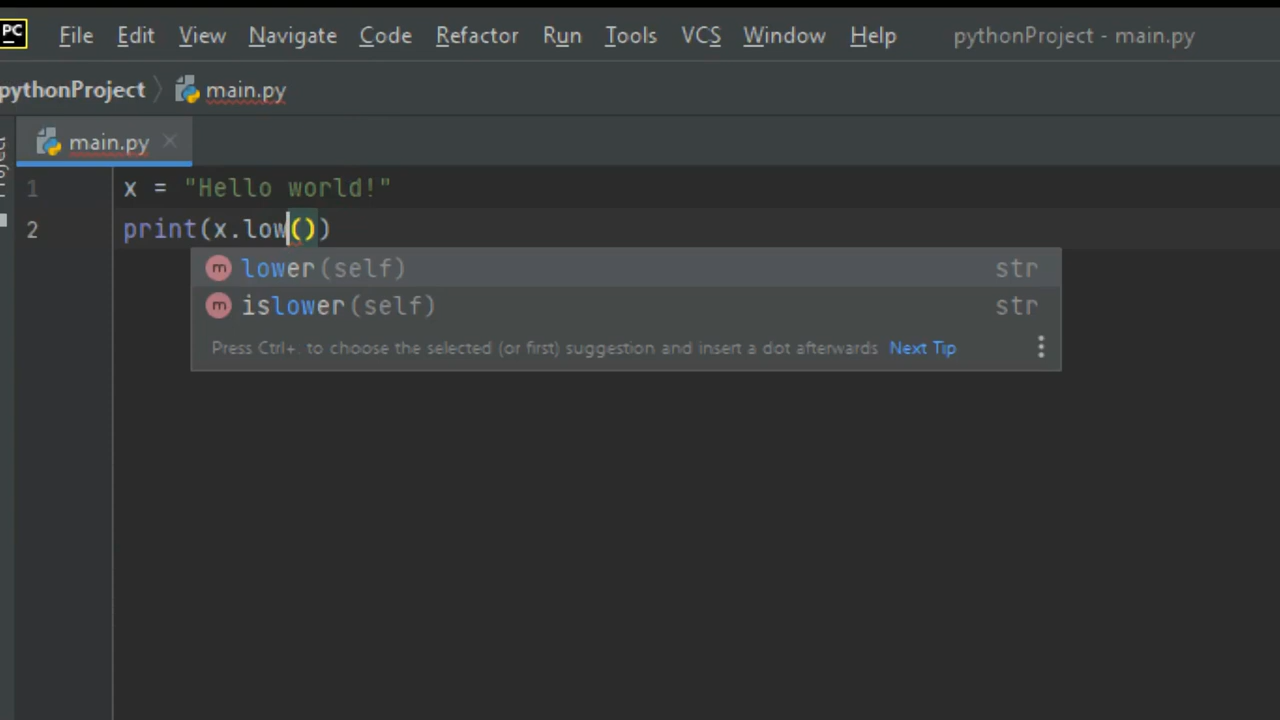 PC
File Edit View Navigate Code Refactor Run Tools VCS Window Help pythonProject - main.py
pythonProject main.py
main.py
Project
1 x = "Hello world!"
2 print(x.low())
m lower(self) str
m islower(self) str
Press Ctrl+. to choose the selected (or first) suggestion and insert a dot afterwards Next Tip